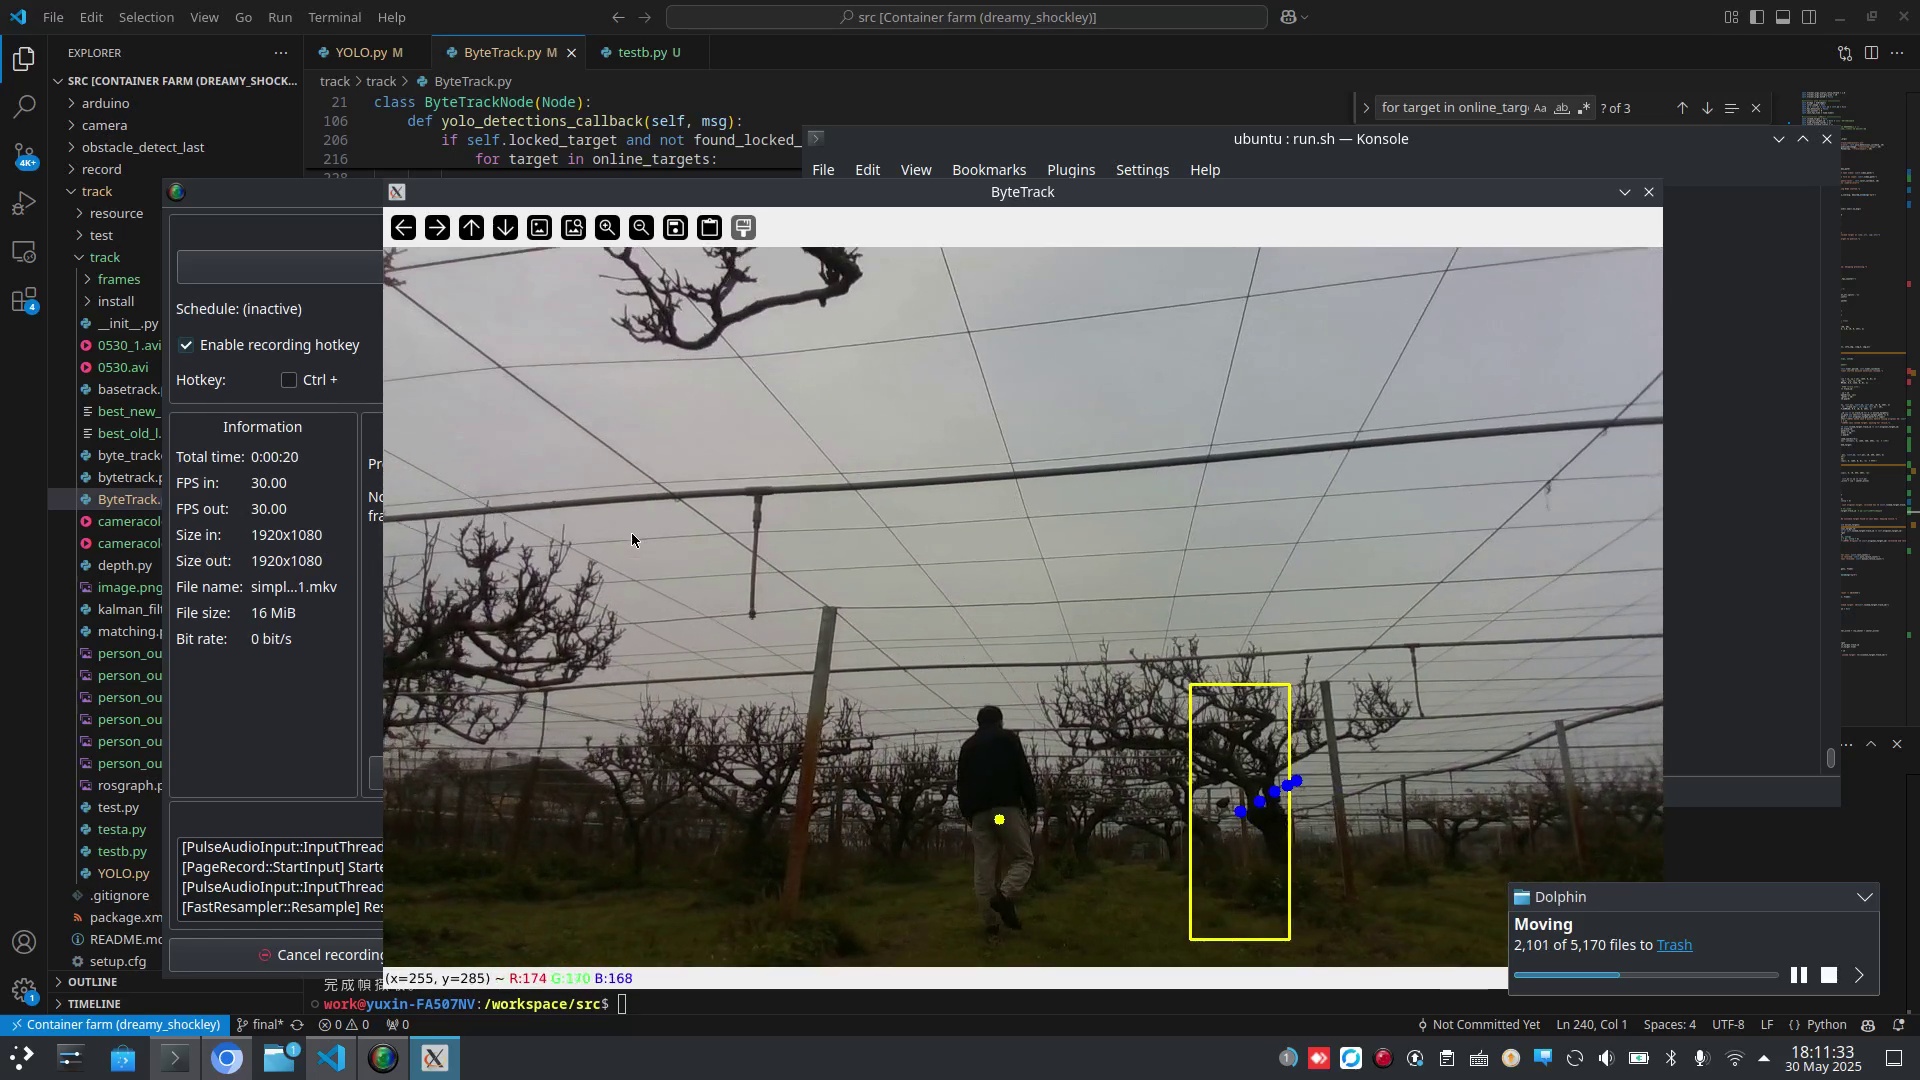 File Edit Selection View Go Run Terminal Help
src [Container farm (dreamy_shockley)]
EXPLORER
SRC [CONTAINER FARM (DREAMY_SHOCK...
arduino
camera
obstacle_detect_last
record
track
resource
test
track
frames
install
__init__.py
0530_1.avi
0530.avi
basetrack.
best_new_
best_old_l.
byte_track
bytetrack.p
ByteTrack.
cameracol
cameracol
depth.py
image.png
kalman_filt
matching.p
person_ou
person_ou
person_ou
person_ou
person_ou
person_ou
rosgraph.p
test.py
testa.py
testb.py
YOLO.py
.gitignore
package.xm
README.md
setup.cfg
OUTLINE
TIMELINE
YOLO.py M
ByteTrack.py M
testb.py U
track > track > ByteTrack.py
21 class ByteTrackNode(Node):
106 def yolo_detections_callback(self, msg):
206 if self.locked_target and not found_locked_
216 for target in online_targets:
228
for target in online_targ
Aa ab .*
? of 3
ubuntu : run.sh — Konsole
File Edit View Bookmarks Plugins Settings Help
ByteTrack
Schedule: (inactive)
Enable recording hotkey
Hotkey: Ctrl +
Information
Total time: 0:00:20
FPS in: 30.00
FPS out: 30.00
Size in: 1920x1080
Size out: 1920x1080
File name: simpl...1.mkv
File size: 16 MiB
Bit rate: 0 bit/s
Pr
No
fra
[PulseAudioInput::InputThread
[PageRecord::StartInput] Starte
[PulseAudioInput::InputThread
[FastResampler::Resample] Res
Cancel recording
(x=255, y=285) ~ R:174 G:170 B:168
work@yuxin-FA507NV:/workspace/src$
Dolphin
Moving
2,101 of 5,170 files to Trash
Container farm (dreamy_shockley)
final*
0 0
0
Not Committed Yet
Ln 240, Col 1
Spaces: 4
UTF-8
LF
{} Python
4K+
4
1
1
1
18:11:33
30 May 2025